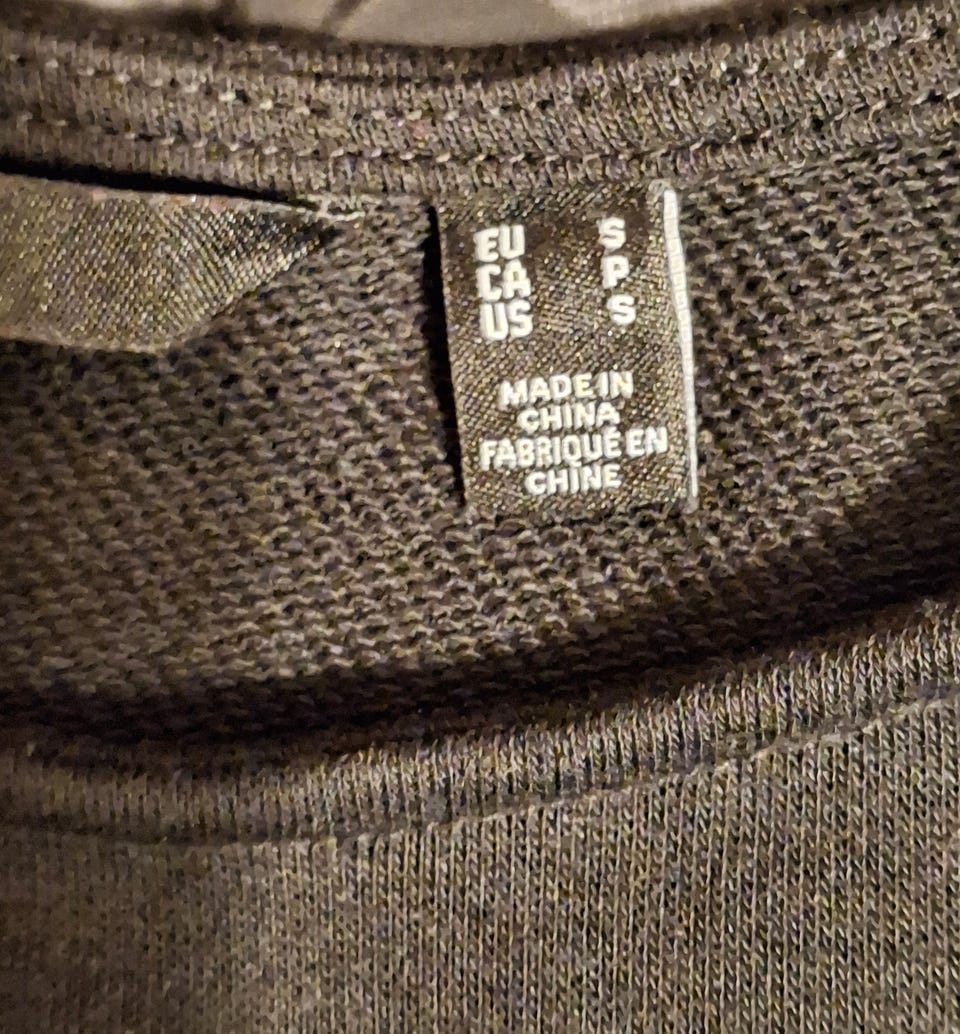 EU S
CA P
US S
MADE IN
CHINA
FABRIQUÉ EN
CHINE